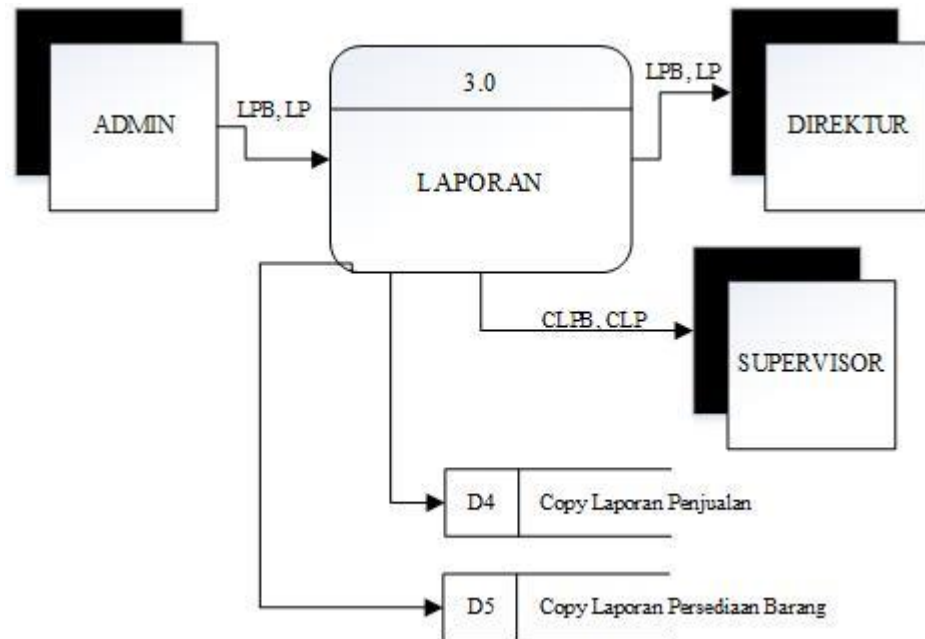 3.0
LPB, LP
LPB, LP
ADMIN
DIREKTUR
LAPORAN
CLPB, CLP
SUPERVISOR
D4
Copy Laporan Penjualan
D5
Copy Laporan Persediaan Barang